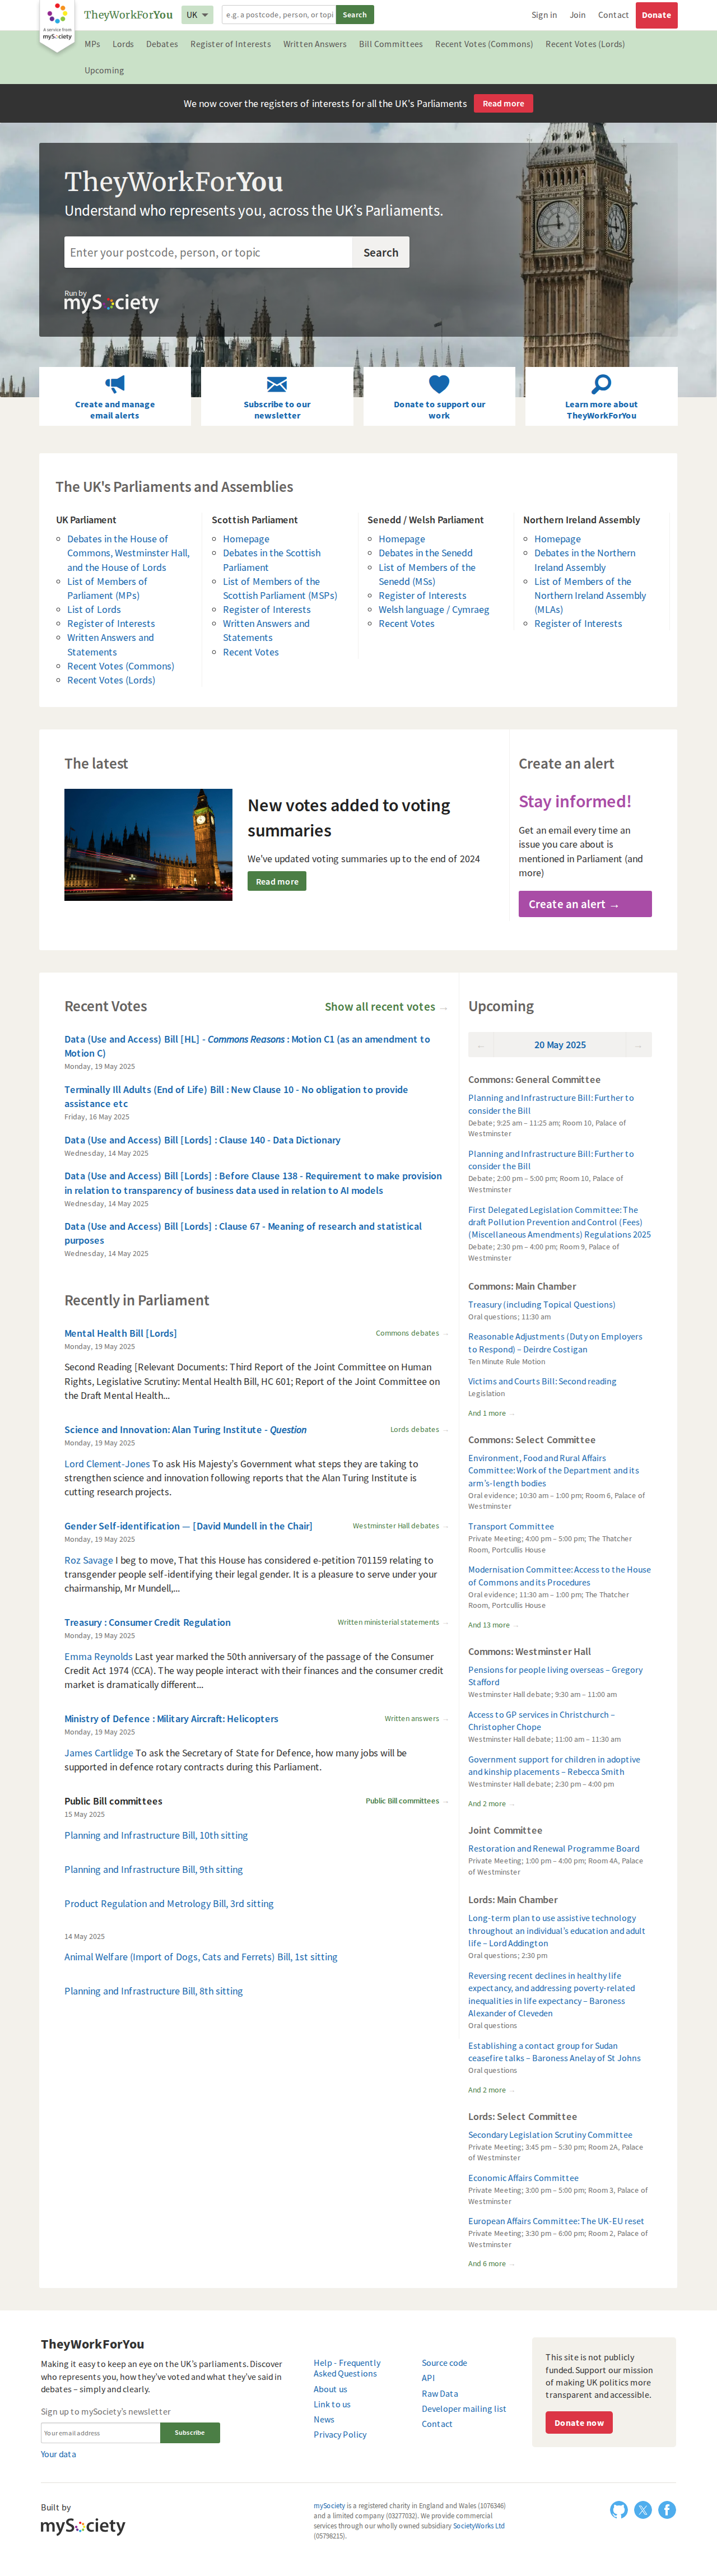 A service from
mySociety
TheyWorkForYou
UK
e.g. a postcode, person, or topi
Search
Sign in
Join
Contact
Donate
MPs
Lords
Debates
Register of Interests
Written Answers
Bill Committees
Recent Votes (Commons)
Recent Votes (Lords)
Upcoming
We now cover the registers of interests for all the UK's Parliaments
Read more
TheyWorkForYou
Understand who represents you, across the UK's Parliaments.
Enter your postcode, person, or topic
Search
Run by
mySociety
Create and manage
email alerts
Subscribe to our
newsletter
Donate to support our
work
Learn more about
TheyWorkForYou
The UK's Parliaments and Assemblies
UK Parliament
Debates in the House of
Commons, Westminster Hall,
and the House of Lords
List of Members of
Parliament (MPs)
List of Lords
Register of Interests
Written Answers and
Statements
Recent Votes (Commons)
Recent Votes (Lords)
Scottish Parliament
Homepage
Debates in the Scottish
Parliament
List of Members of the
Scottish Parliament (MSPs)
Register of Interests
Written Answers and
Statements
Recent Votes
Senedd / Welsh Parliament
Homepage
Debates in the Senedd
List of Members of the
Senedd (MSs)
Register of Interests
Welsh language / Cymraeg
Recent Votes
Northern Ireland Assembly
Homepage
Debates in the Northern
Ireland Assembly
List of Members of the
Northern Ireland Assembly
(MLAs)
Register of Interests
The latest
New votes added to voting
summaries
We've updated voting summaries up to the end of 2024
Read more
Create an alert
Stay informed!
Get an email every time an
issue you care about is
mentioned in Parliament (and
more)
Create an alert →
Recent Votes
Show all recent votes →
Data (Use and Access) Bill [HL] - Commons Reasons : Motion C1 (as an amendment to
Motion C)
Monday, 19 May 2025
Terminally Ill Adults (End of Life) Bill : New Clause 10 - No obligation to provide
assistance etc
Friday, 16 May 2025
Data (Use and Access) Bill [Lords] : Clause 140 - Data Dictionary
Wednesday, 14 May 2025
Data (Use and Access) Bill [Lords] : Before Clause 138 - Requirement to make provision
in relation to transparency of business data used in relation to AI models
Wednesday, 14 May 2025
Data (Use and Access) Bill [Lords] : Clause 67 - Meaning of research and statistical
purposes
Wednesday, 14 May 2025
Recently in Parliament
Mental Health Bill [Lords]
Commons debates →
Monday, 19 May 2025
Second Reading [Relevant Documents: Third Report of the Joint Committee on Human
Rights, Legislative Scrutiny: Mental Health Bill, HC 601; Report of the Joint Committee on
the Draft Mental Health...
Science and Innovation: Alan Turing Institute - Question
Lords debates →
Monday, 19 May 2025
Lord Clement-Jones To ask His Majesty's Government what steps they are taking to
strengthen science and innovation following reports that the Alan Turing Institute is
cutting research projects.
Gender Self-identification — [David Mundell in the Chair]
Westminster Hall debates →
Monday, 19 May 2025
Roz Savage I beg to move, That this House has considered e-petition 701159 relating to
transgender people self-identifying their legal gender. It is a pleasure to serve under your
chairmanship, Mr Mundell,...
Treasury : Consumer Credit Regulation
Written ministerial statements →
Monday, 19 May 2025
Emma Reynolds Last year marked the 50th anniversary of the passage of the Consumer
Credit Act 1974 (CCA). The way people interact with their finances and the consumer credit
market is dramatically different...
Ministry of Defence : Military Aircraft: Helicopters
Written answers →
Monday, 19 May 2025
James Cartlidge To ask the Secretary of State for Defence, how many jobs will be
supported in defence rotary contracts during this Parliament.
Public Bill committees
Public Bill committees →
15 May 2025
Planning and Infrastructure Bill, 10th sitting
Planning and Infrastructure Bill, 9th sitting
Product Regulation and Metrology Bill, 3rd sitting
14 May 2025
Animal Welfare (Import of Dogs, Cats and Ferrets) Bill, 1st sitting
Planning and Infrastructure Bill, 8th sitting
Upcoming
← 20 May 2025 →
Commons: General Committee
Planning and Infrastructure Bill: Further to
consider the Bill
Debate; 9:25 am – 11:25 am; Room 10, Palace of
Westminster
Planning and Infrastructure Bill: Further to
consider the Bill
Debate; 2:00 pm – 5:00 pm; Room 10, Palace of
Westminster
First Delegated Legislation Committee: The
draft Pollution Prevention and Control (Fees)
(Miscellaneous Amendments) Regulations 2025
Debate; 2:30 pm – 4:00 pm; Room 9, Palace of
Westminster
Commons: Main Chamber
Treasury (including Topical Questions)
Oral questions; 11:30 am
Reasonable Adjustments (Duty on Employers
to Respond) – Deirdre Costigan
Ten Minute Rule Motion
Victims and Courts Bill: Second reading
Legislation
And 1 more →
Commons: Select Committee
Environment, Food and Rural Affairs
Committee: Work of the Department and its
arm's-length bodies
Oral evidence; 10:30 am – 1:00 pm; Room 6, Palace of
Westminster
Transport Committee
Private Meeting; 4:00 pm – 5:00 pm; The Thatcher
Room, Portcullis House
Modernisation Committee: Access to the House
of Commons and its Procedures
Oral evidence; 11:30 am – 1:00 pm; The Thatcher
Room, Portcullis House
And 13 more →
Commons: Westminster Hall
Pensions for people living overseas – Gregory
Stafford
Westminster Hall debate; 9:30 am – 11:00 am
Access to GP services in Christchurch –
Christopher Chope
Westminster Hall debate; 11:00 am – 11:30 am
Government support for children in adoptive
and kinship placements – Rebecca Smith
Westminster Hall debate; 2:30 pm – 4:00 pm
And 2 more →
Joint Committee
Restoration and Renewal Programme Board
Private Meeting; 1:00 pm – 4:00 pm; Room 4A, Palace
of Westminster
Lords: Main Chamber
Long-term plan to use assistive technology
throughout an individual's education and adult
life – Lord Addington
Oral questions; 2:30 pm
Reversing recent declines in healthy life
expectancy, and addressing poverty-related
inequalities in life expectancy – Baroness
Alexander of Cleveden
Oral questions
Establishing a contact group for Sudan
ceasefire talks – Baroness Anelay of St Johns
Oral questions
And 2 more →
Lords: Select Committee
Secondary Legislation Scrutiny Committee
Private Meeting; 3:45 pm – 5:30 pm; Room 2A, Palace
of Westminster
Economic Affairs Committee
Private Meeting; 3:00 pm – 5:00 pm; Room 3, Palace of
Westminster
European Affairs Committee: The UK-EU reset
Private Meeting; 3:30 pm – 6:00 pm; Room 2, Palace of
Westminster
And 6 more →
TheyWorkForYou
Making it easy to keep an eye on the UK's parliaments. Discover
who represents you, how they've voted and what they've said in
debates – simply and clearly.
Sign up to mySociety's newsletter
Your email address
Subscribe
Your data
Help - Frequently
Asked Questions
About us
Link to us
News
Privacy Policy
Source code
API
Raw Data
Developer mailing list
Contact
This site is not publicly
funded. Support our mission
of making UK politics more
transparent and accessible.
Donate now
Built by
mySociety
mySociety is a registered charity in England and Wales (1076346)
and a limited company (03277032). We provide commercial
services through our wholly owned subsidiary SocietyWorks Ltd
(05798215).